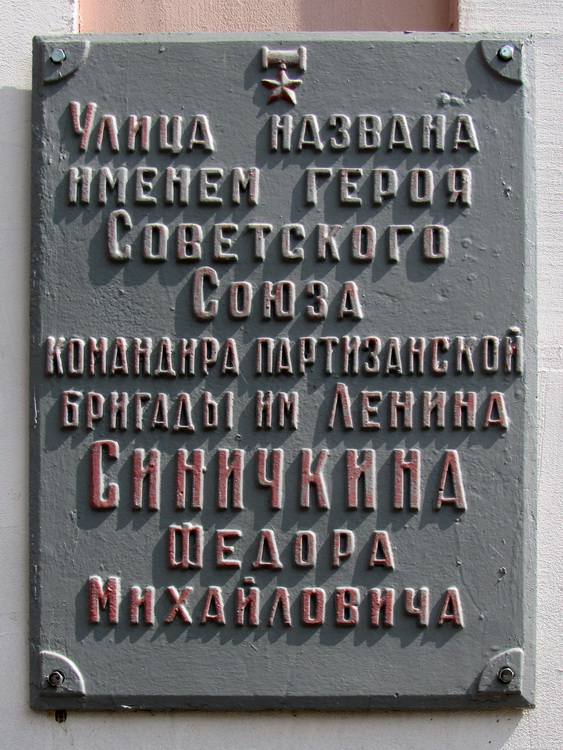 Улица названа
именем героя
Советского
Союза
командира партизанской
бригады им Ленина
Синичкина
Федора
Михайловича